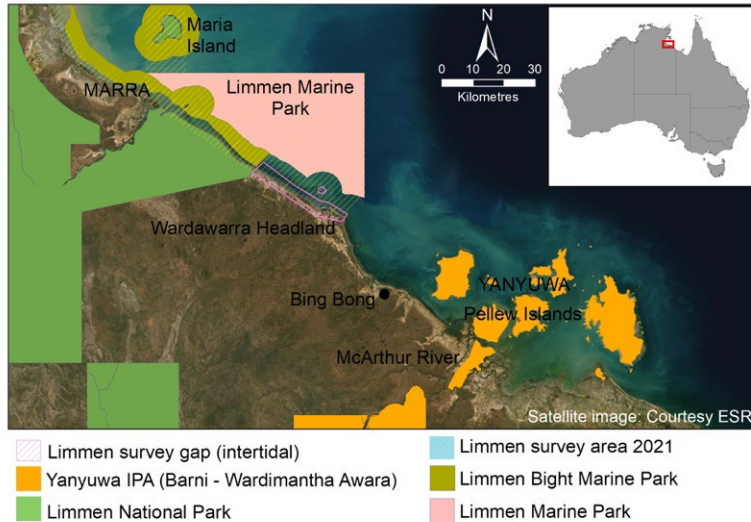 Maria
Island
N
MARRA
Limmen Marine
Park
0 10 20 30
Kilometres
Wardawarra Headland
Bing Bong
YANYUWA
Pellew Islands
McArthur River
Satellite image: Courtesy ESR
Limmen survey gap (intertidal)
Yanyuwa IPA (Barni - Wardimantha Awara)
Limmen National Park
Limmen survey area 2021
Limmen Bight Marine Park
Limmen Marine Park